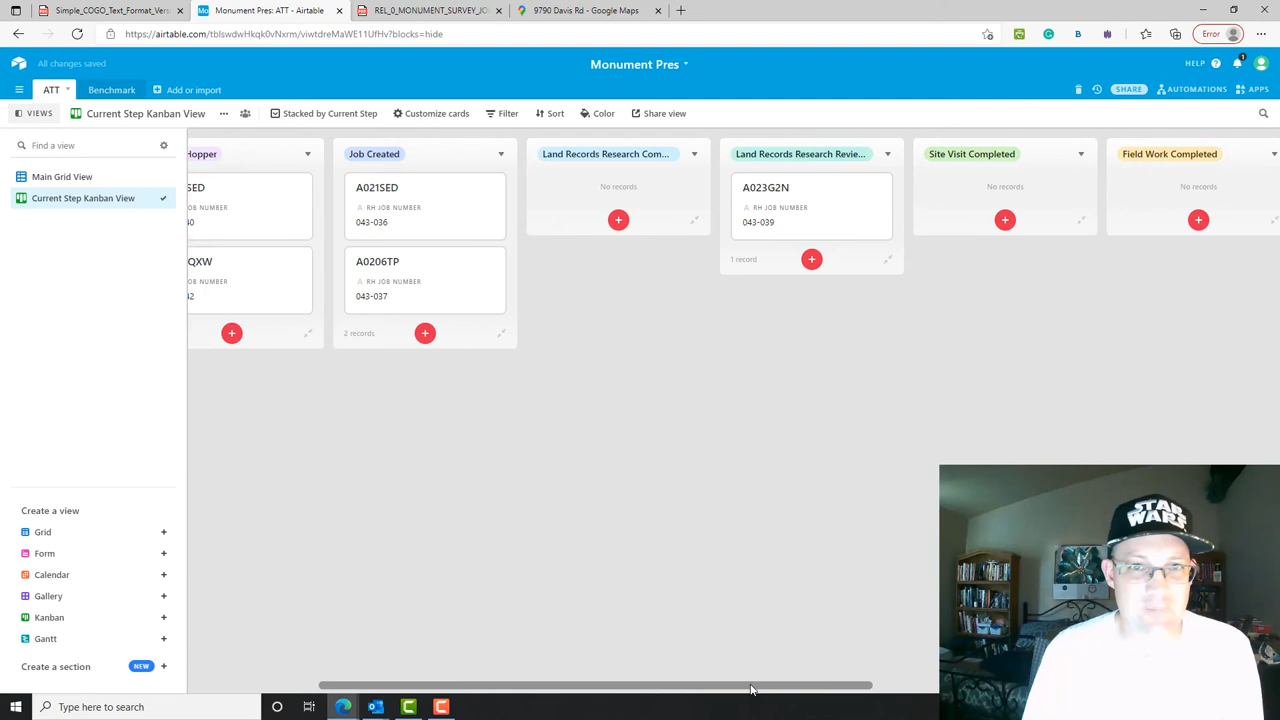 Simple_COGO_Text_Format_Vers
Monument Pres: ATT - Airtable
REL_0_MONUMENT_SURVEY_JO
9790 Davis Rd - Google Maps
https://airtable.com/tblswdwHkqk0vNxrm/viwtdreMaWE11UfHv?blocks=hide
Error
All changes saved
Monument Pres
HELP
1
ATT
Benchmark
Add or import
SHARE
AUTOMATIONS
APPS
VIEWS
Current Step Kanban View
Stacked by Current Step
Customize cards
Filter
Sort
Color
Share view
Find a view
Main Grid View
Current Step Kanban View
Hopper
SED
JOB NUMBER
40
QXW
JOB NUMBER
42
Job Created
A021SED
RH JOB NUMBER
043-036
A0206TP
RH JOB NUMBER
043-037
2 records
Land Records Research Com...
No records
Land Records Research Revie...
A023G2N
RH JOB NUMBER
043-039
1 record
Site Visit Completed
No records
Field Work Completed
No records
Create a view
Grid
Form
Calendar
Gallery
Kanban
Gantt
Create a section
NEW
STAR
WARS
Type here to search